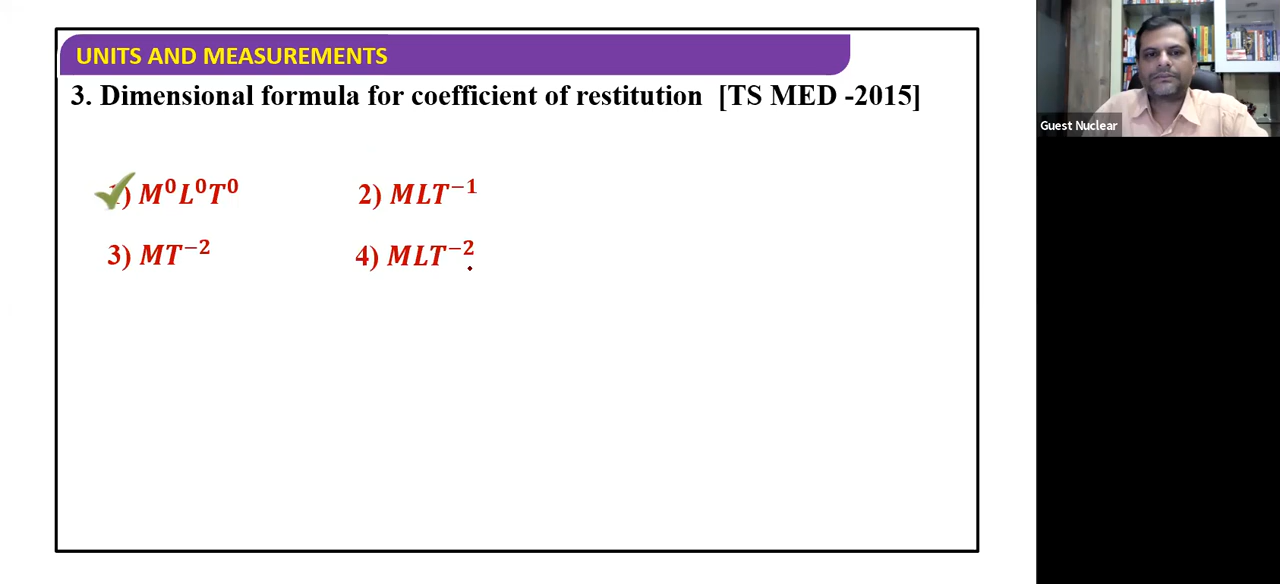 UNITS AND MEASUREMENTS
3. Dimensional formula for coefficient of restitution [TS MED -2015]
1) M⁰L⁰T⁰ 2) MLT⁻¹
3) MT⁻² 4) MLT⁻²
Guest Nuclear